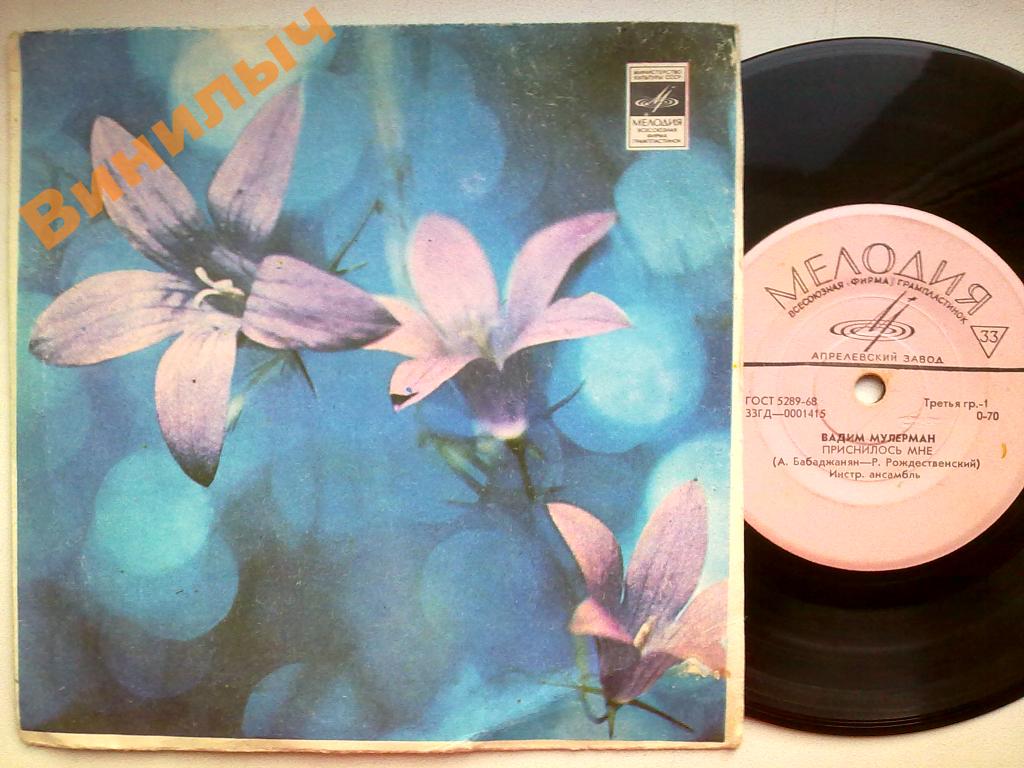 Винилыч
МИНИСТЕРСТВО
КУЛЬТУРЫ СССР
МЕЛОДИЯ
ВСЕСОЮЗНАЯ
ФИРМА
ГРАМПЛАСТИНОК
МЕЛОДИЯ
ВСЕСОЮЗНАЯ ФИРМА ГРАМПЛАСТИНОК
33
АПРЕЛЕВСКИЙ ЗАВОД
ГОСТ 5289-68
Третья гр.-1
33ГД—0001415
0-70
ВАДИМ МУЛЕРМАН
ПРИСНИЛОСЬ МНЕ
(А. Бабаджанян—Р. Рождественский)
Инстр. ансамбль